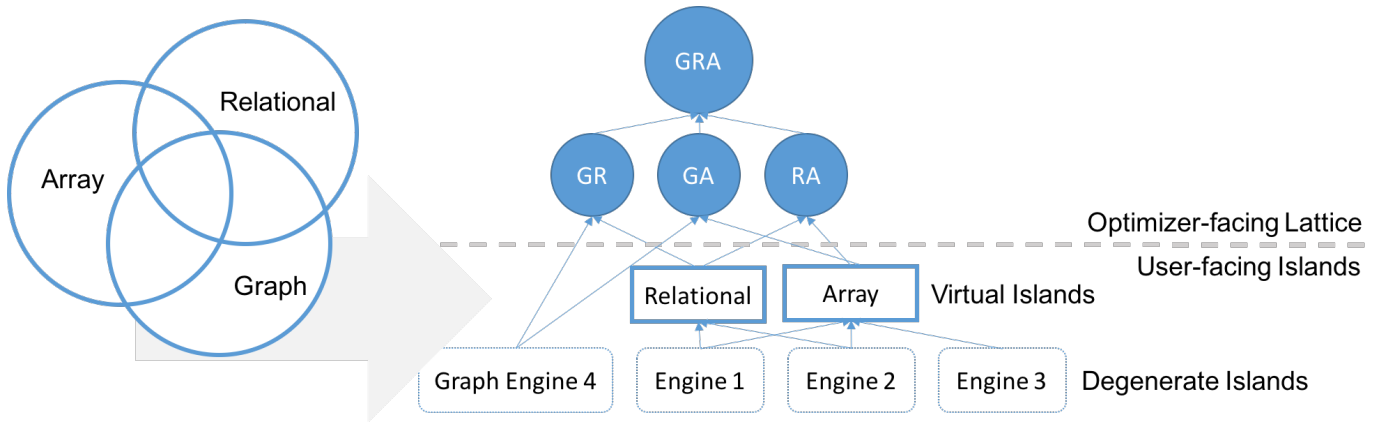 Relational
Array
Graph
GRA
GR
GA
RA
Optimizer-facing Lattice
User-facing Islands
Relational
Array
Virtual Islands
Graph Engine 4
Engine 1
Engine 2
Engine 3
Degenerate Islands